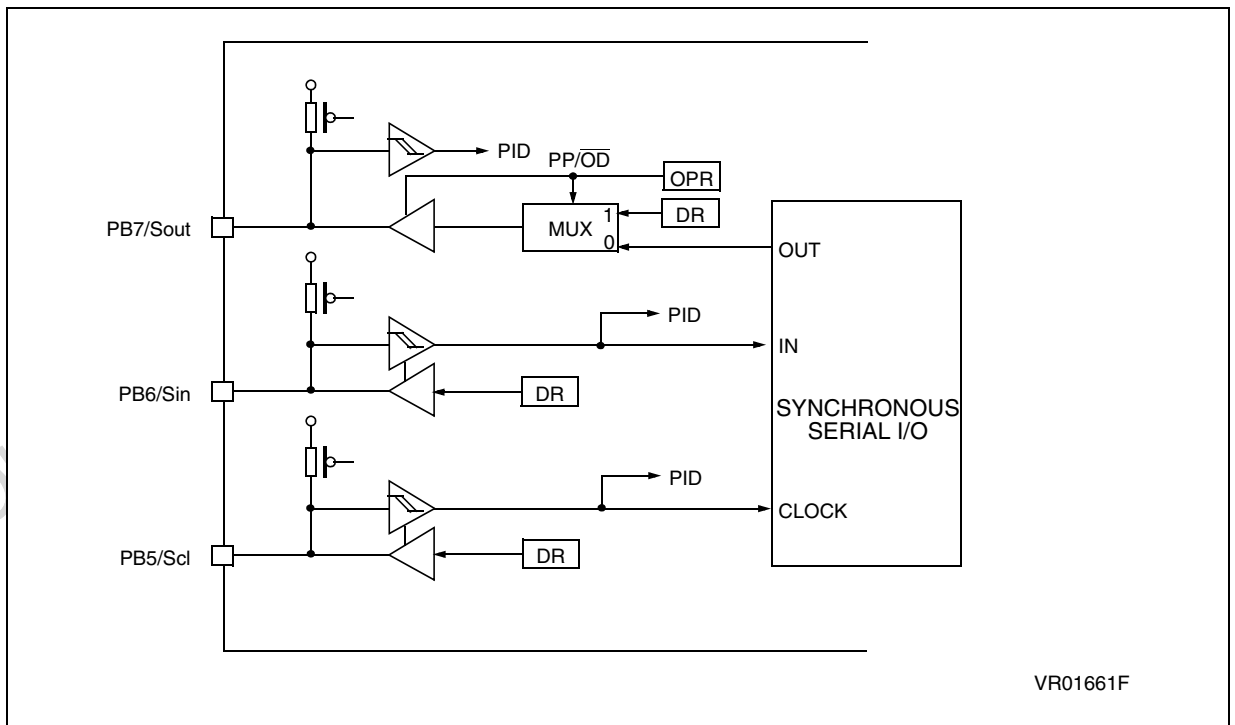 PID
PP/OD
OPR
PB7/Sout
MUX
1
DR
0
OUT
PID
IN
PB6/Sin
DR
SYNCHRONOUS
SERIAL I/O
PID
CLOCK
PB5/Scl
DR
VR01661F